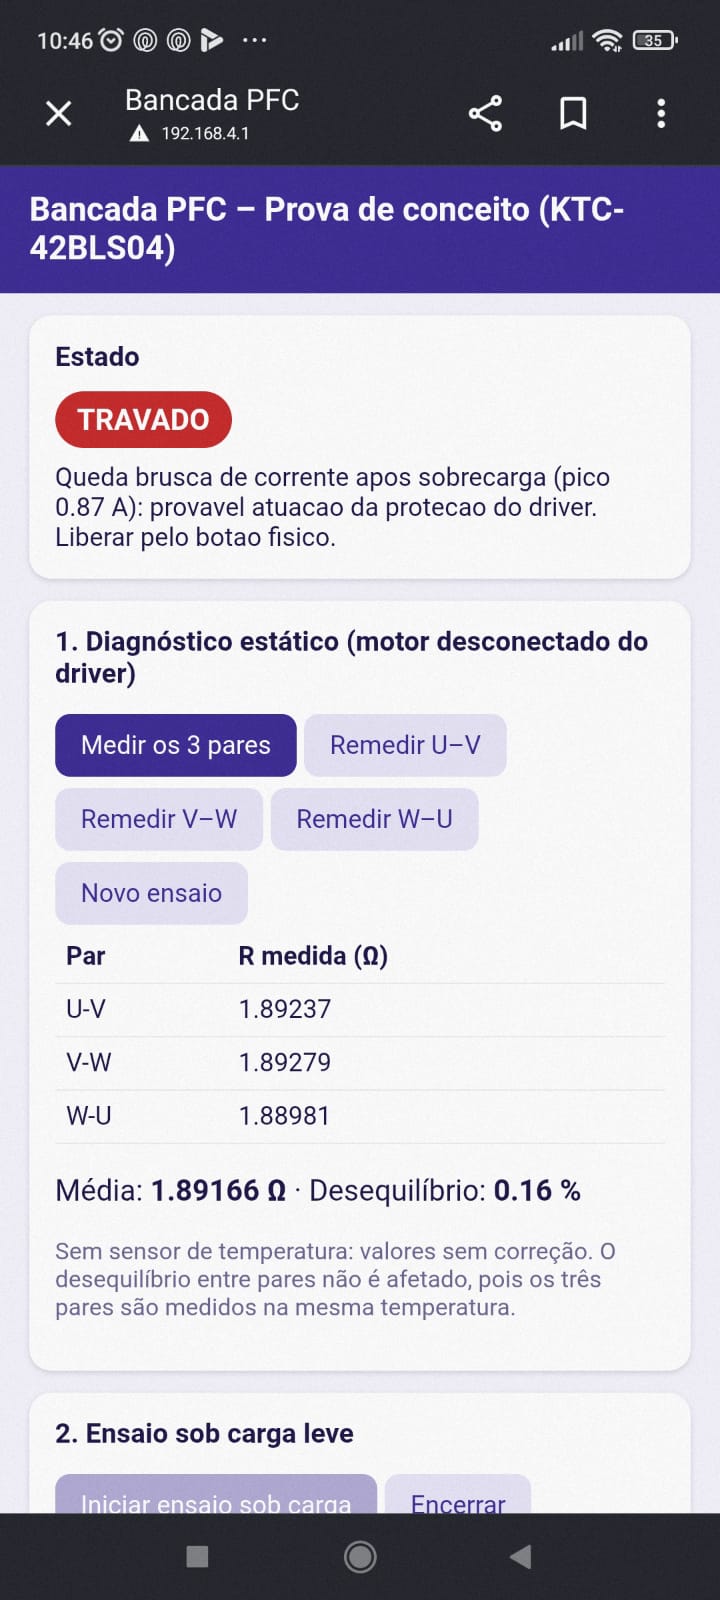 10:46
35
Bancada PFC
192.168.4.1
Bancada PFC – Prova de conceito (KTC-
42BLS04)
Estado
TRAVADO
Queda brusca de corrente apos sobrecarga (pico
0.87 A): provavel atuacao da protecao do driver.
Liberar pelo botao fisico.
1. Diagnóstico estático (motor desconectado do
driver)
Medir os 3 pares
Remedir U–V
Remedir V–W
Remedir W–U
Novo ensaio
Par R medida (Ω)
U-V 1.89237
V-W 1.89279
W-U 1.88981
Média: 1.89166 Ω · Desequilíbrio: 0.16 %
Sem sensor de temperatura: valores sem correção. O
desequilíbrio entre pares não é afetado, pois os três
pares são medidos na mesma temperatura.
2. Ensaio sob carga leve
Iniciar ensaio sob carga
Encerrar